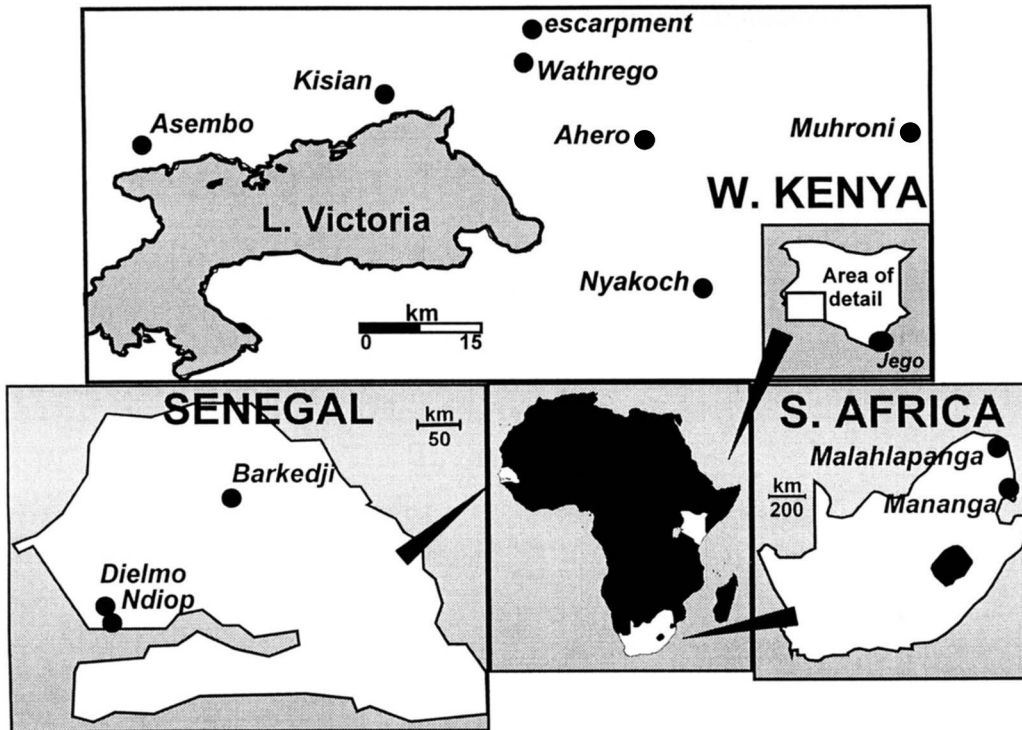 escarpment
Wathrego
Kisian
Asembo
Ahero
Muhroni
W. KENYA
L. Victoria
Nyakoch
km
0 15
Area of
detail
Jego
SENEGAL
km
50
Barkedji
Dielmo
Ndiop
S. AFRICA
Malahlapanga
km
200
Mananga